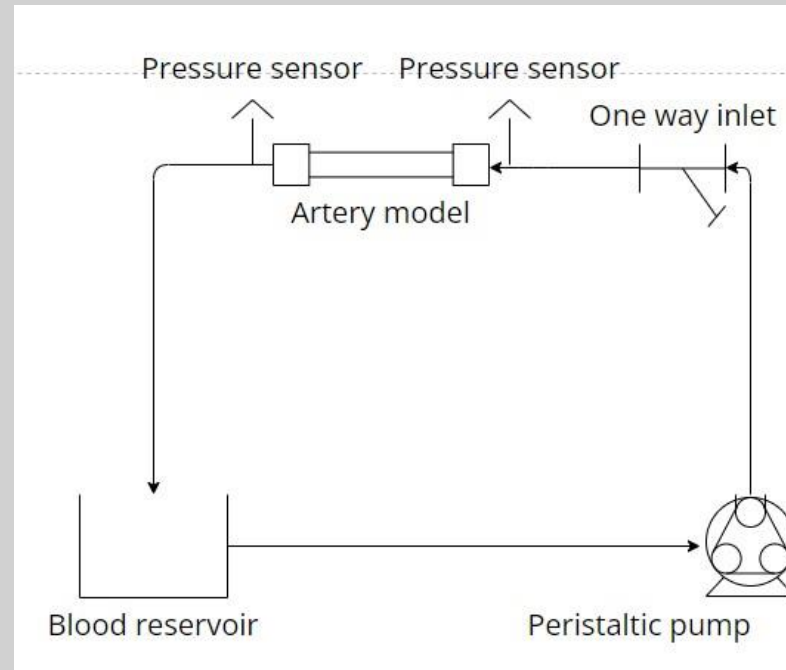 Pressure sensor
Pressure sensor
One way inlet
Artery model
Blood reservoir
Peristaltic pump